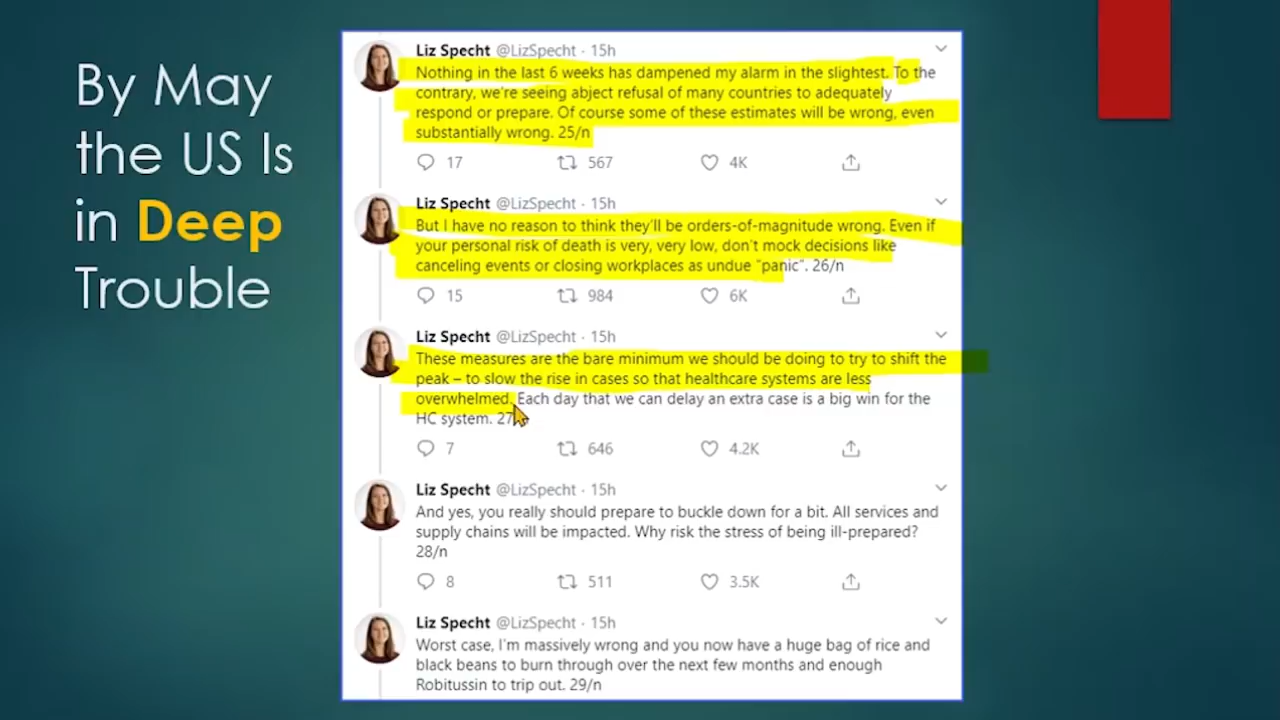 By May
the US Is
in Deep
Trouble
Liz Specht @LizSpecht · 15h
Nothing in the last 6 weeks has dampened my alarm in the slightest. To the
contrary, we're seeing abject refusal of many countries to adequately
respond or prepare. Of course some of these estimates will be wrong, even
substantially wrong. 25/n
17 567 4K
Liz Specht @LizSpecht · 15h
But I have no reason to think they'll be orders-of-magnitude wrong. Even if
your personal risk of death is very, very low, don't mock decisions like
canceling events or closing workplaces as undue "panic". 26/n
15 984 6K
Liz Specht @LizSpecht · 15h
These measures are the bare minimum we should be doing to try to shift the
peak – to slow the rise in cases so that healthcare systems are less
overwhelmed. Each day that we can delay an extra case is a big win for the
HC system.
7 646 4.2K
Liz Specht @LizSpecht · 15h
And yes, you really should prepare to buckle down for a bit. All services and
supply chains will be impacted. Why risk the stress of being ill-prepared?
28/n
8 511 3.5K
Liz Specht @LizSpecht · 15h
Worst case, I'm massively wrong and you now have a huge bag of rice and
black beans to burn through over the next few months and enough
Robitussin to trip out. 29/n